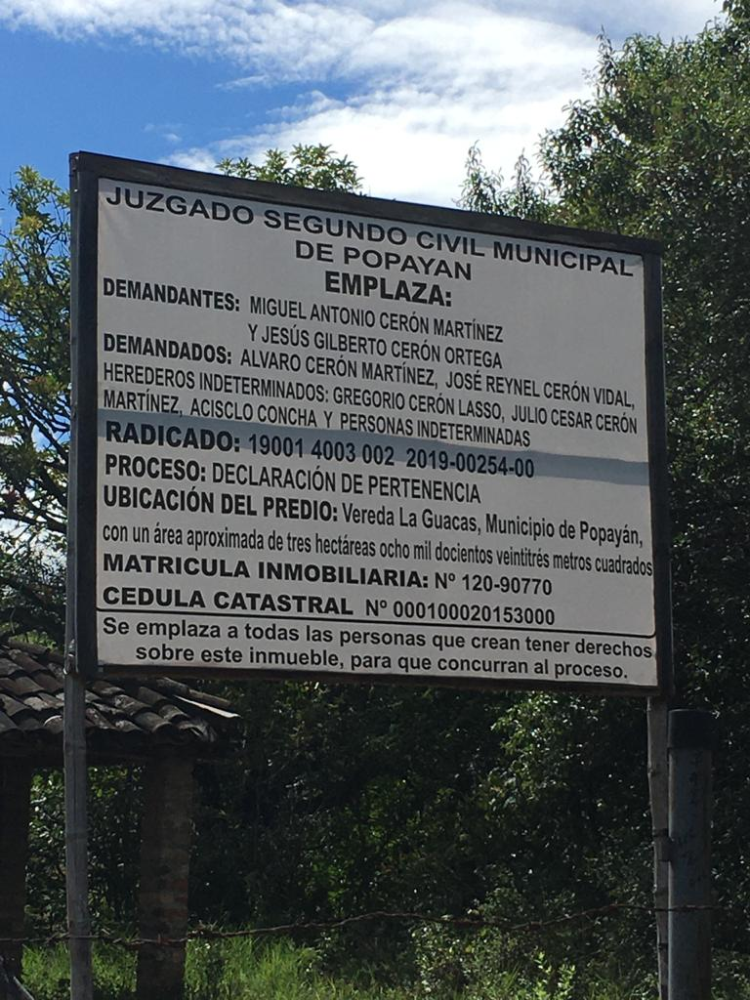 JUZGADO SEGUNDO CIVIL MUNICIPAL
DE POPAYAN
EMPLAZA:
DEMANDANTES: MIGUEL ANTONIO CERÓN MARTÍNEZ
Y JESÚS GILBERTO CERÓN ORTEGA
DEMANDADOS: ALVARO CERÓN MARTÍNEZ, JOSÉ REYNEL CERÓN VIDAL,
HEREDEROS INDETERMINADOS: GREGORIO CERÓN LASSO, JULIO CESAR CERÓN
MARTÍNEZ, ACISCLO CONCHA Y PERSONAS INDETERMINADAS
RADICADO: 19001 4003 002 2019-00254-00
PROCESO: DECLARACIÓN DE PERTENENCIA
UBICACIÓN DEL PREDIO: Vereda La Guacas, Municipio de Popayán,
con un área aproximada de tres hectáreas ocho mil docientos veintitrés metros cuadrados
MATRICULA INMOBILIARIA: Nº 120-90770
CEDULA CATASTRAL Nº 000100020153000
Se emplaza a todas las personas que crean tener derechos
sobre este inmueble, para que concurran al proceso.